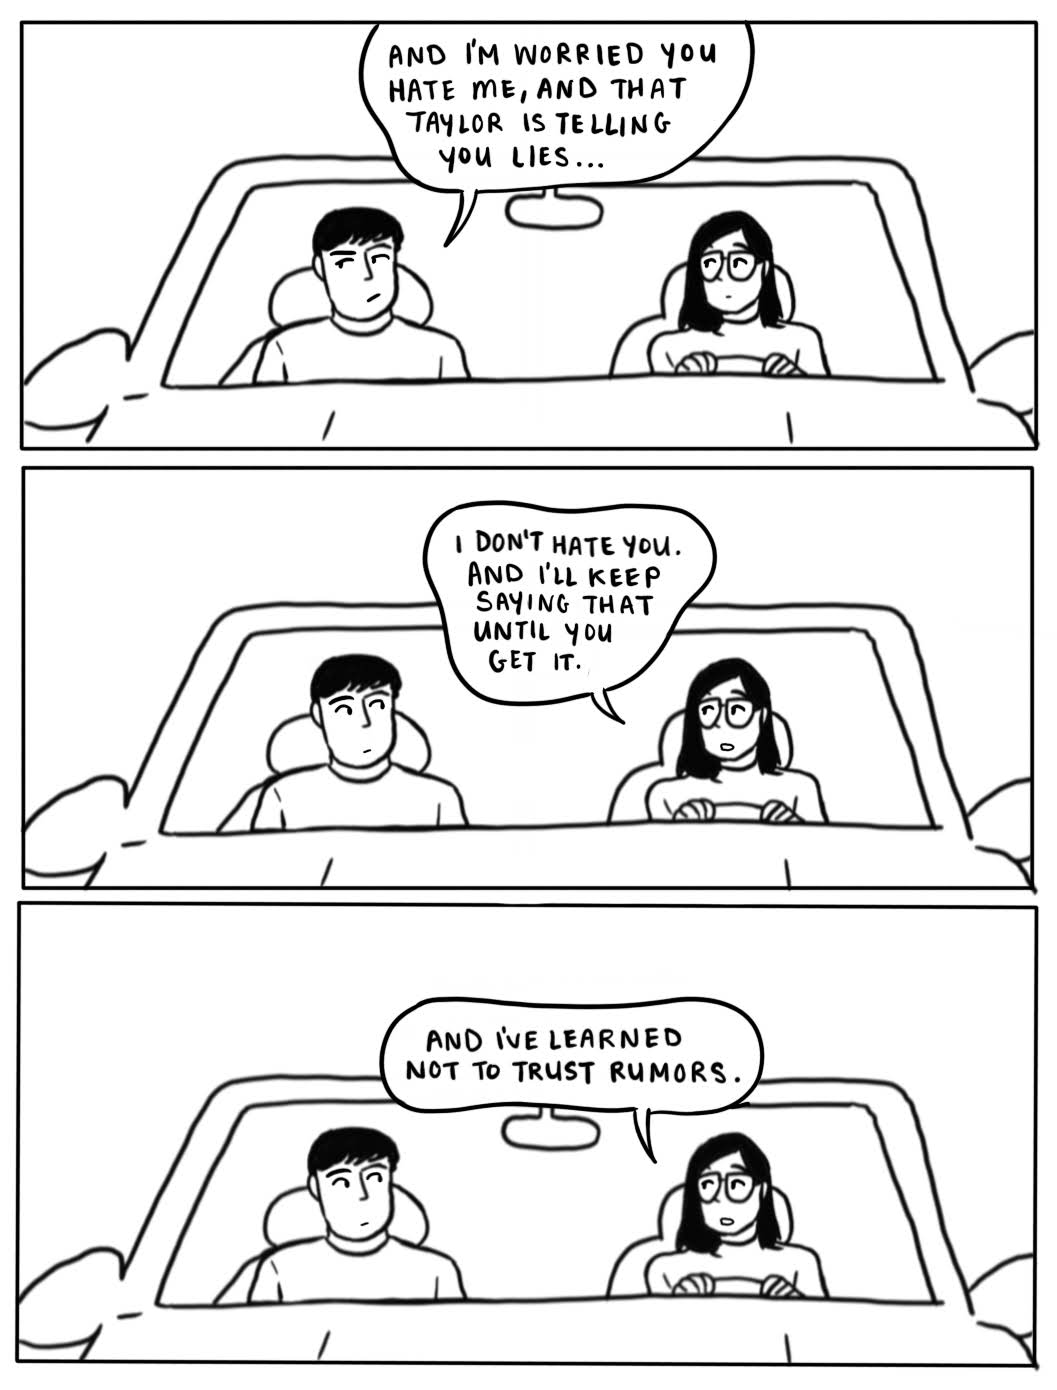 AND I'M WORRIED YOU
HATE ME, AND THAT
TAYLOR IS TELLING
YOU LIES...
I DON'T HATE YOU.
AND I'LL KEEP
SAYING THAT
UNTIL YOU
GET IT.
AND I'VE LEARNED
NOT TO TRUST RUMORS.